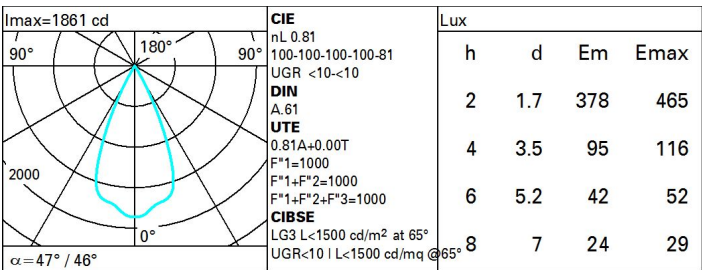 Imax=1861 cd
90° 180° 90°
2000
0°
α=47° / 46°
CIE
nL 0.81
100-100-100-100-81
UGR <10-<10
DIN
A.61
UTE
0.81A+0.00T
F"1=1000
F"1+F"2=1000
F"1+F"2+F"3=1000
CIBSE
LG3 L<1500 cd/m² at 65°
UGR<10 | L<1500 cd/mq @65°
Lux
h d Em Emax
2 1.7 378 465
4 3.5 95 116
6 5.2 42 52
8 7 24 29